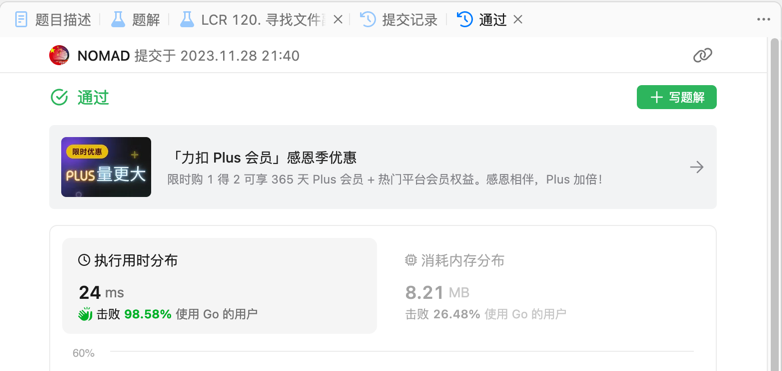 题目描述 题解 LCR 120. 寻找文件 提交记录 通过
NOMAD 提交于 2023.11.28 21:40
通过 写题解
限时优惠
PLUS量更大
「力扣 Plus 会员」感恩季优惠
限时购 1 得 2 可享 365 天 Plus 会员 + 热门平台会员权益。感恩相伴，Plus 加倍！
执行用时分布 消耗内存分布
24 ms 8.21 MB
击败 98.58% 使用 Go 的用户 击败 26.48% 使用 Go 的用户
60%